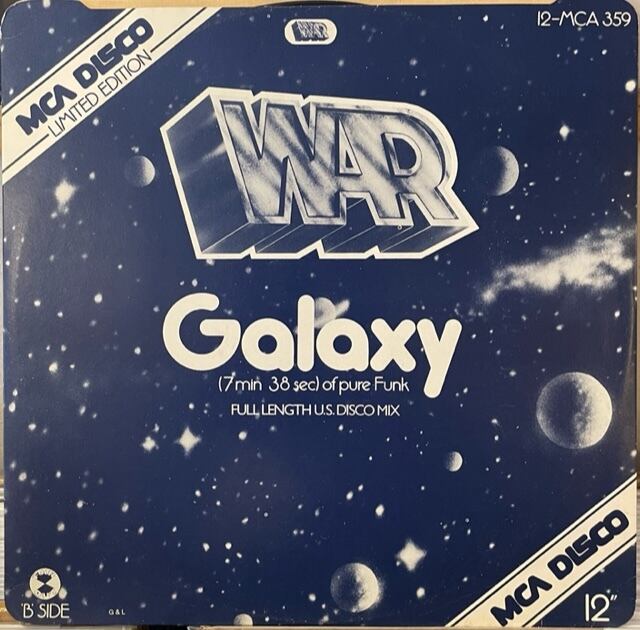 MCA DISCO
LIMITED EDITION
WAR
12-MCA 359
WAR
Galaxy
(7 min 38 sec) of pure Funk
FULL LENGTH U.S. DISCO MIX
'B' SIDE
G & L
MCA DISCO
12"